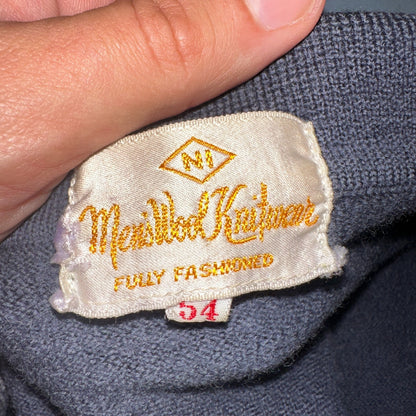 NI
Men's Wool Knitwear
FULLY FASHIONED
54